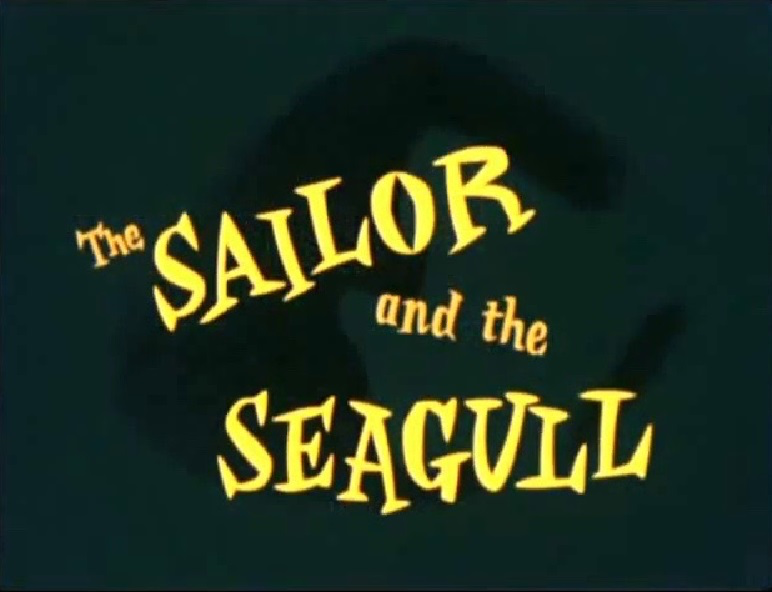 The SAILOR
and the
SEAGULL